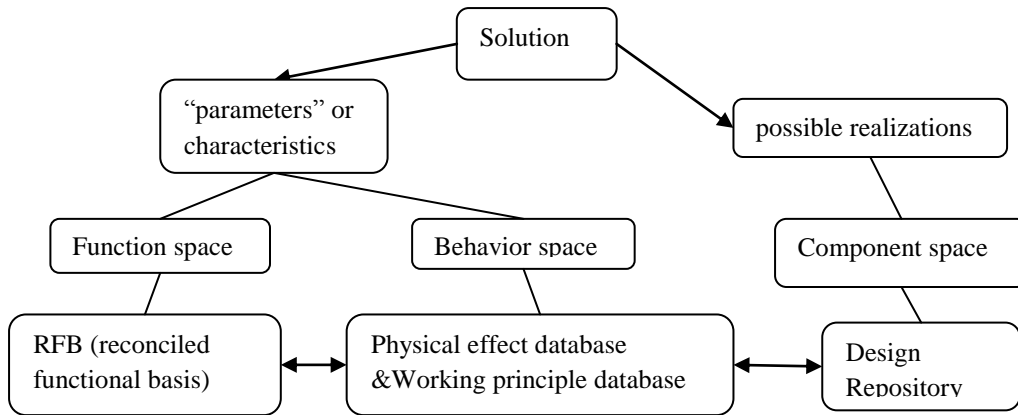 Solution
“parameters” or
characteristics
possible realizations
Function space
Behavior space
Component space
RFB (reconciled
functional basis)
Physical effect database
&Working principle database
Design
Repository